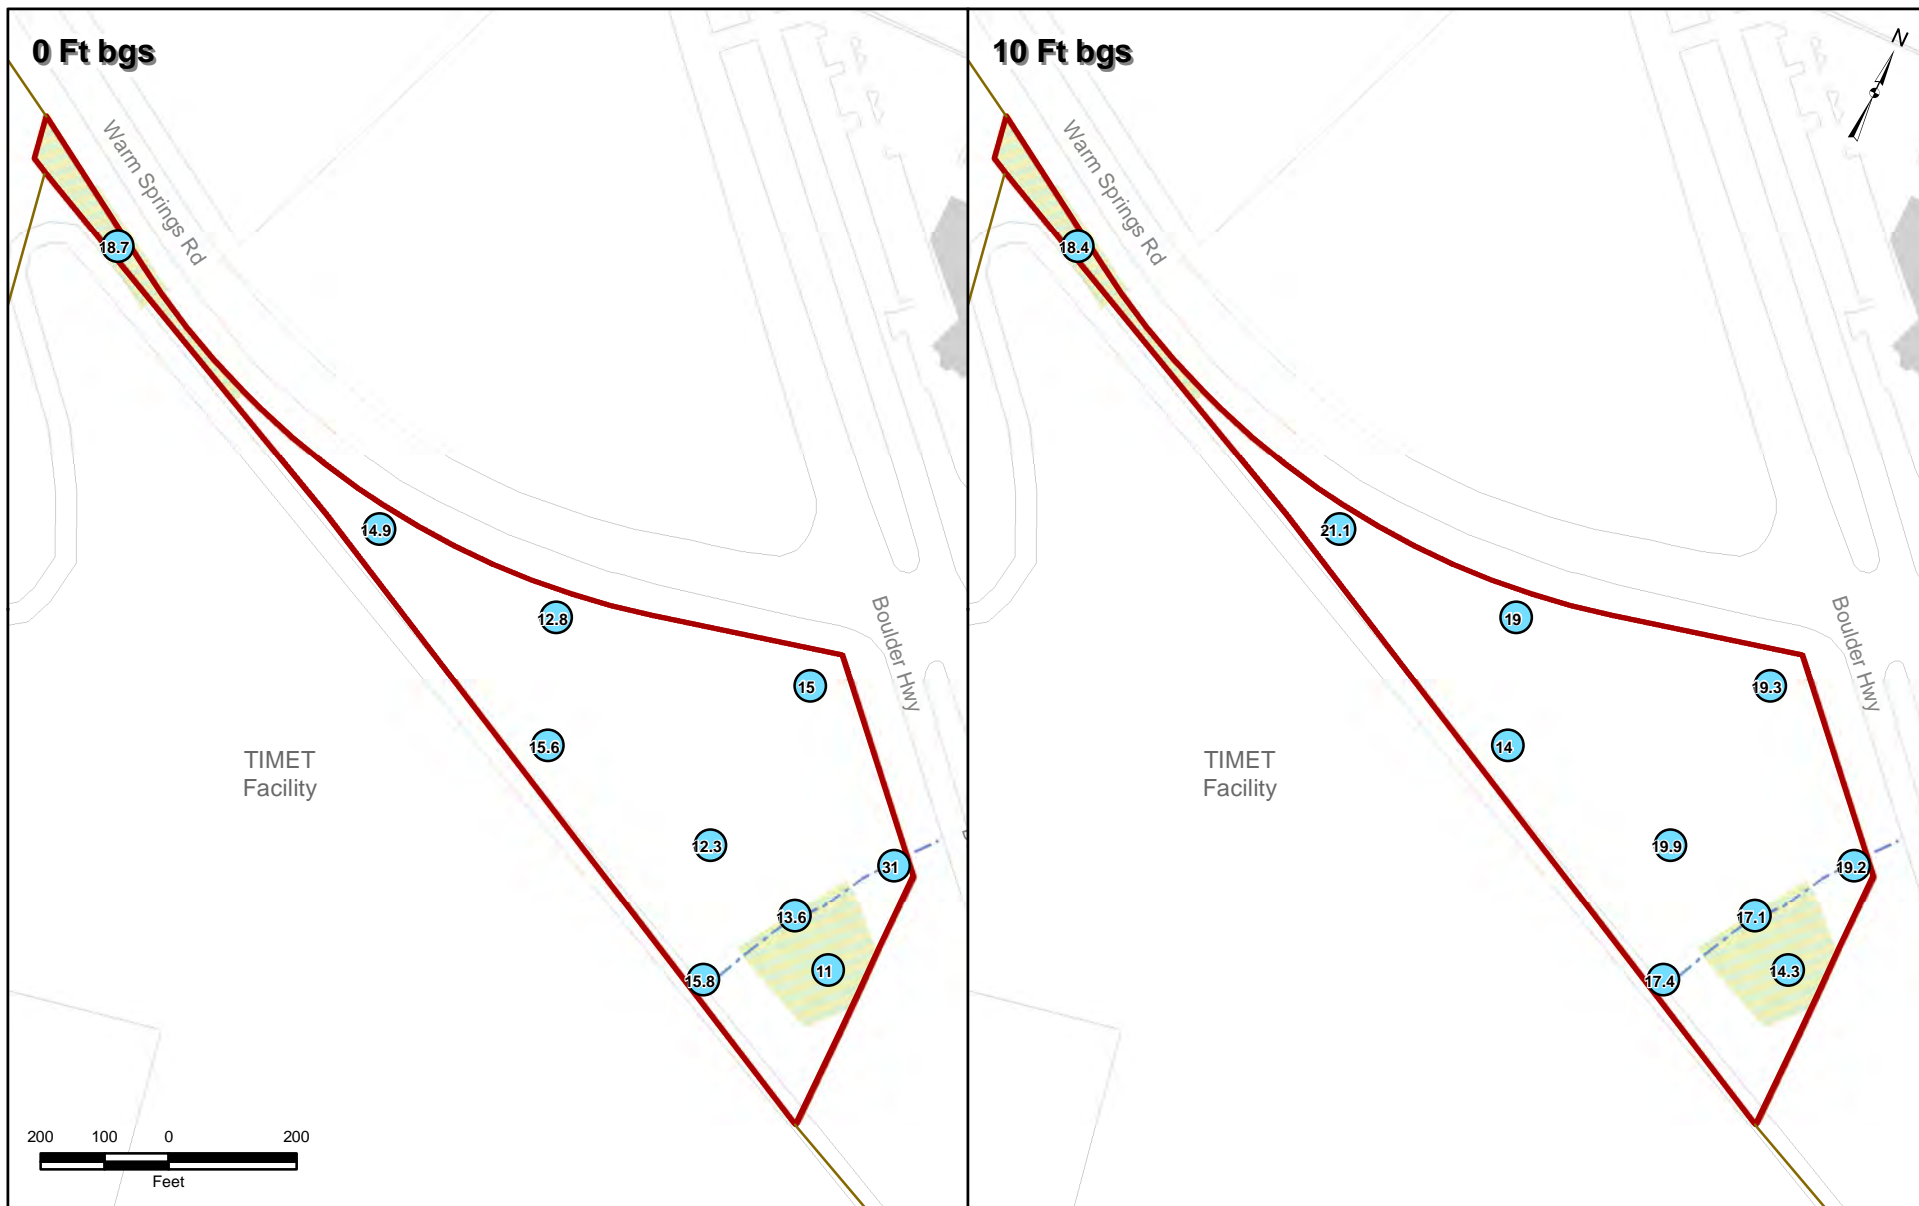 0 Ft bgs
Warm Springs Rd
18.7
14.9
12.8
15
Boulder Hwy
15.6
TIMET
Facility
12.3
31
13.6
11
15.8
200 100 0 200
Feet
10 Ft bgs
N
Warm Springs Rd
18.4
21.1
19
19.3
Boulder Hwy
14
TIMET
Facility
19.9
19.2
17.1
14.3
17.4